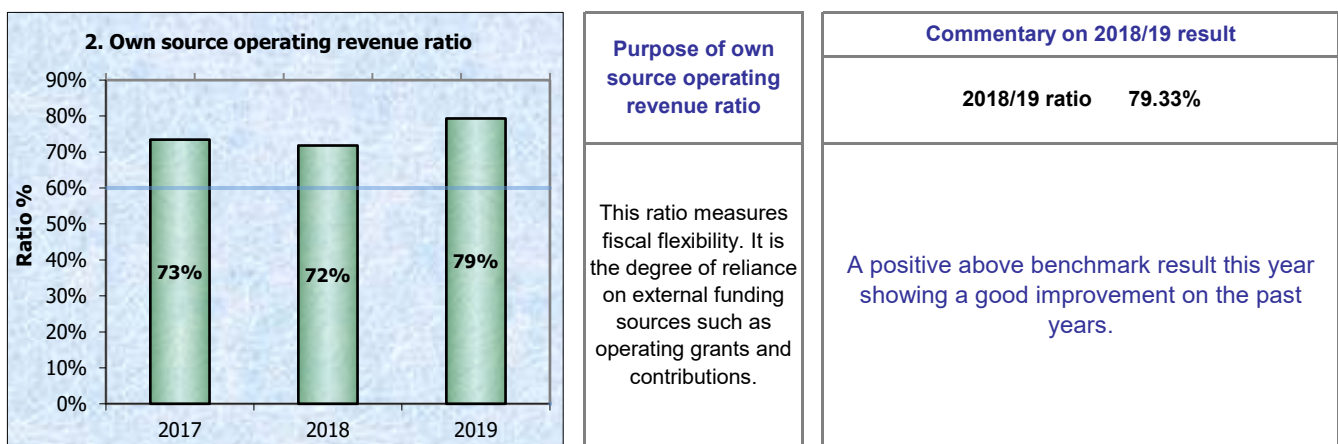 2. Own source operating revenue ratio
90%
80%
70%
60%
50%
40%
30%
20%
10%
0%
Ratio %
73%
72%
79%
2017 2018 2019
Purpose of own
source operating
revenue ratio
This ratio measures
fiscal flexibility. It is
the degree of reliance
on external funding
sources such as
operating grants and
contributions.
Commentary on 2018/19 result
2018/19 ratio 79.33%
A positive above benchmark result this year
showing a good improvement on the past
years.